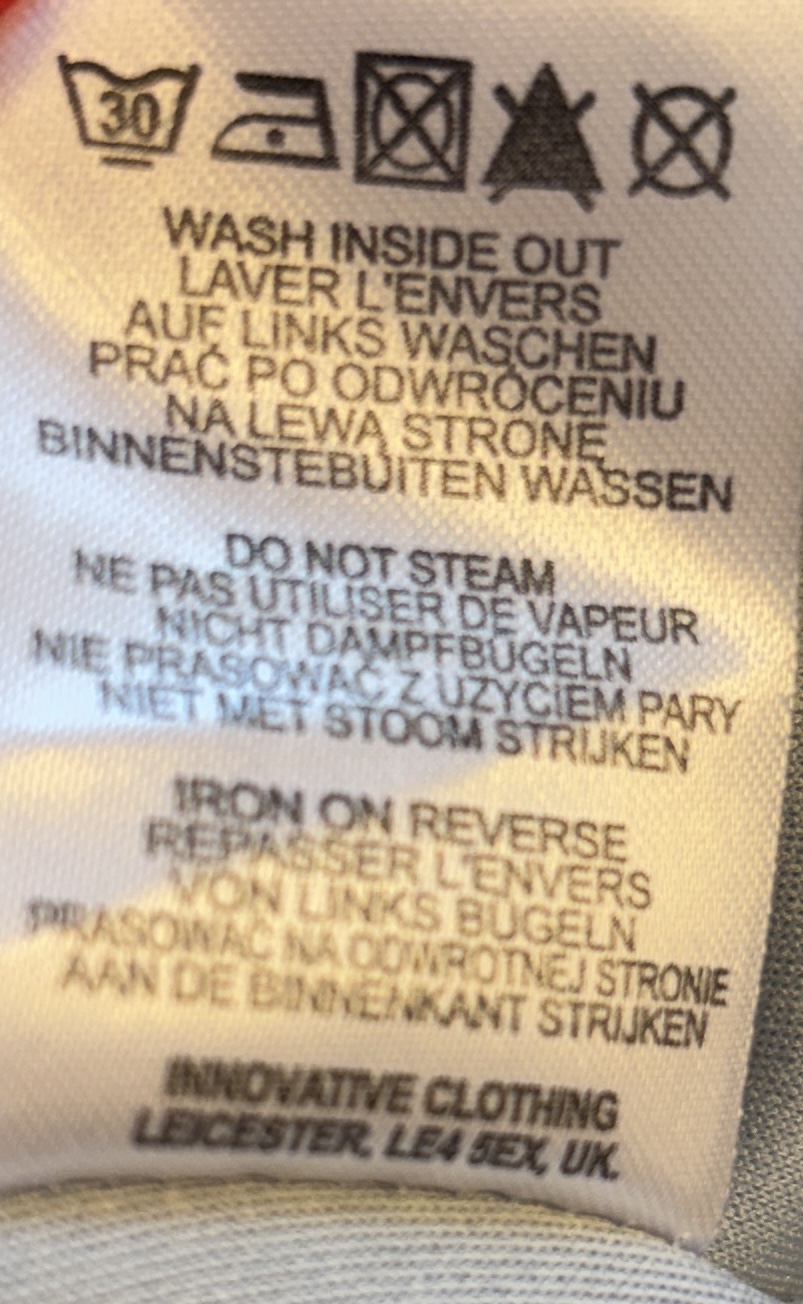 30
WASH INSIDE OUT
LAVER L'ENVERS
AUF LINKS WASCHEN
PRAĆ PO ODWRÓCENIU
NA LEWĄ STRONĘ
BINNENSTEBUITEN WASSEN
DO NOT STEAM
NE PAS UTILISER DE VAPEUR
NICHT DAMPFBÜGELN
NIE PRASOWAĆ Z UŻYCIEM PARY
NIET MET STOOM STRIJKEN
IRON ON REVERSE
REPASSER L'ENVERS
VON LINKS BÜGELN
PRASOWAĆ NA ODWROTNEJ STRONIE
AAN DE BINNENKANT STRIJKEN
INNOVATIVE CLOTHING
LEICESTER, LE4 5EX, UK.